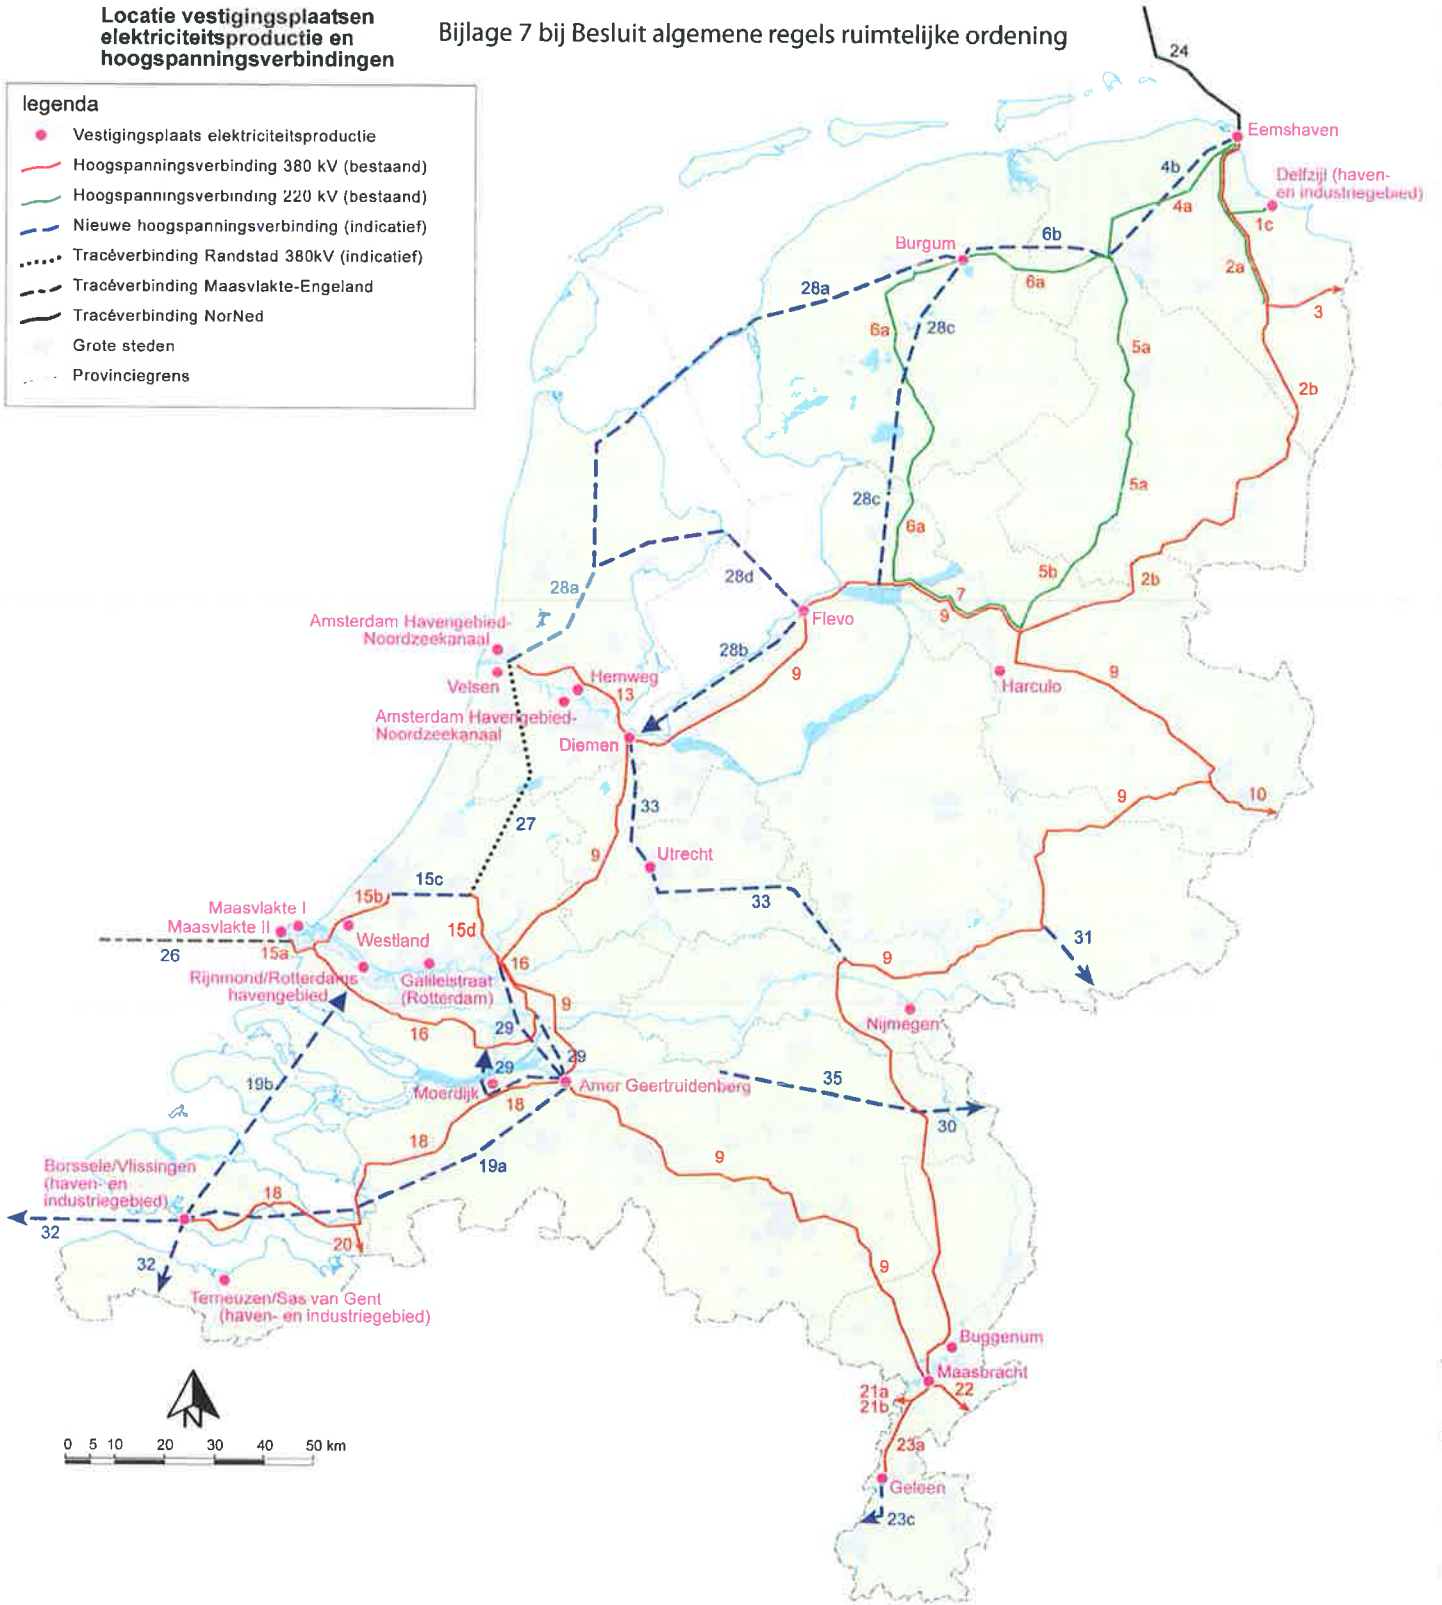 Locatie vestigingsplaatsen
elektriciteitsproductie en
hoogspanningsverbindingen
Bijlage 7 bij Besluit algemene regels ruimtelijke ordening
legenda
Vestigingsplaats elektriciteitsproductie
Hoogspanningsverbinding 380 kV (bestaand)
Hoogspanningsverbinding 220 kV (bestaand)
Nieuwe hoogspanningsverbinding (indicatief)
Tracéverbinding Randstad 380kV (indicatief)
Tracéverbinding Maasvlakte-Engeland
Tracéverbinding NorNed
Grote steden
Provinciegrens
24
Eemshaven
4b
Delfzijl (haven-
en industriegebied)
4a
1c
Burgum
6b
2a
6a
28a
3
6a
28c
5a
2b
28c
5a
6a
28d
5b
2b
28a
7
9
Amsterdam Havengebied-
Noordzeekanaal
Flevo
28b
9
9
Velsen
Hemweg
13
Harculo
Amsterdam Havengebied-
Noordzeekanaal
Diemen
33
9
10
27
9
Utrecht
15c
15b
33
Maasvlakte I
Maasvlakte II
Westland
15d
31
26
15a
16
9
Rijnmond/Rotterdams
havengebied
Galileistraat
(Rotterdam)
9
16
29
Nijmegen
29
29
19b
Moerdijk
Amer Geertruidenberg
35
18
30
18
19a
9
Borssele/Vlissingen
(haven- en
industriegebied)
18
32
20
32
9
Terneuzen/Sas van Gent
(haven- en industriegebied)
Buggenum
Maasbracht
21a
21b
22
N
23a
0 5 10 20 30 40 50 km
Geleen
23c